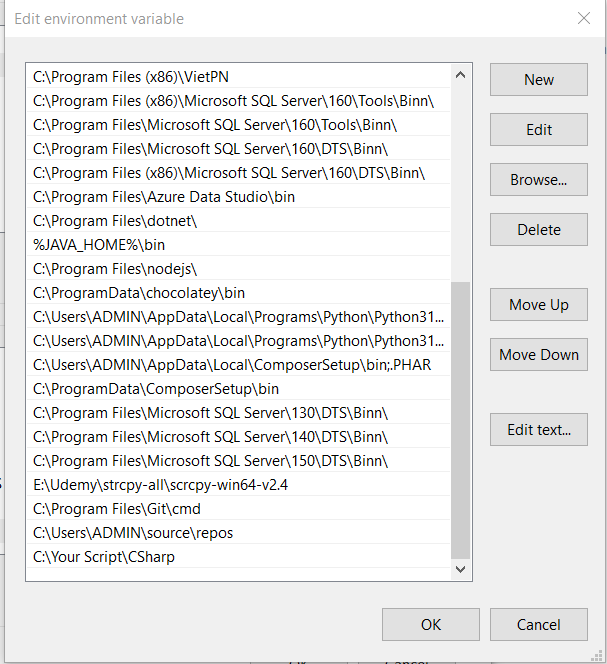 Edit environment variable
C:\Program Files (x86)\VietPN
C:\Program Files (x86)\Microsoft SQL Server\160\Tools\Binn\
C:\Program Files\Microsoft SQL Server\160\Tools\Binn\
C:\Program Files\Microsoft SQL Server\160\DTS\Binn\
C:\Program Files (x86)\Microsoft SQL Server\160\DTS\Binn\
C:\Program Files\Azure Data Studio\bin
C:\Program Files\dotnet\
%JAVA_HOME%\bin
C:\Program Files\nodejs\
C:\ProgramData\chocolatey\bin
C:\Users\ADMIN\AppData\Local\Programs\Python\Python31...
C:\Users\ADMIN\AppData\Local\Programs\Python\Python31...
C:\Users\ADMIN\AppData\Local\ComposerSetup\bin;.PHAR
C:\ProgramData\ComposerSetup\bin
C:\Program Files\Microsoft SQL Server\130\DTS\Binn\
C:\Program Files\Microsoft SQL Server\140\DTS\Binn\
C:\Program Files\Microsoft SQL Server\150\DTS\Binn\
E:\Udemy\strcpy-all\scrcpy-win64-v2.4
C:\Program Files\Git\cmd
C:\Users\ADMIN\source\repos
C:\Your Script\CSharp
New
Edit
Browse...
Delete
Move Up
Move Down
Edit text...
OK
Cancel